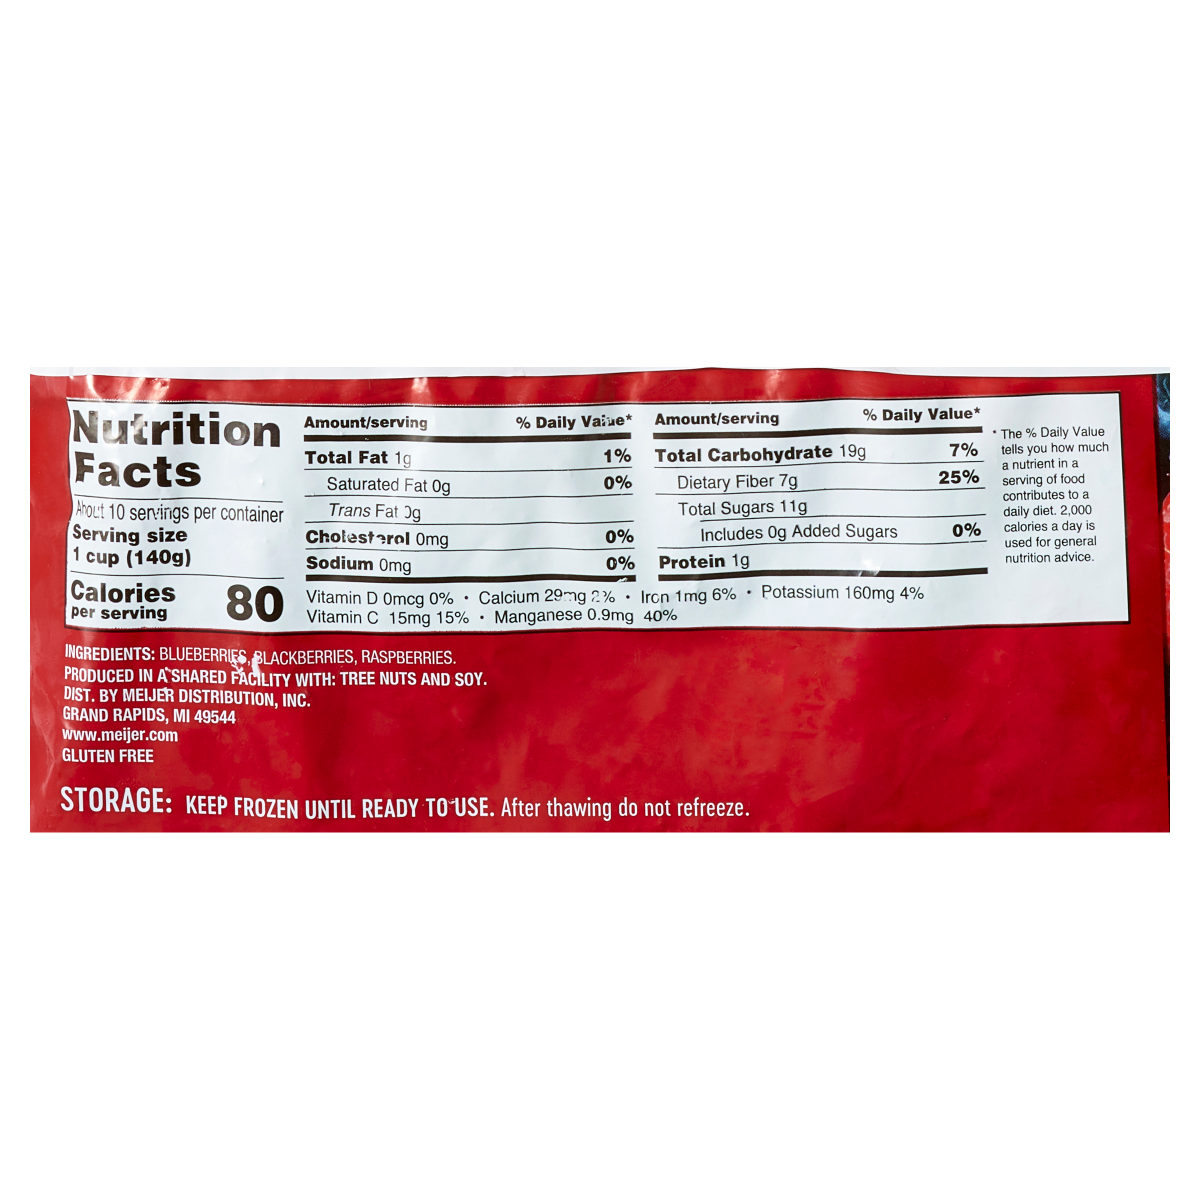 Nutrition
Facts
About 10 servings per container
Serving size
1 cup (140g)
Calories 80
per serving
Amount/serving % Daily Value*
Total Fat 1g 1%
Saturated Fat 0g 0%
Trans Fat 0g
Cholesterol 0mg 0%
Sodium 0mg 0%
Amount/serving % Daily Value*
Total Carbohydrate 19g 7%
Dietary Fiber 7g 25%
Total Sugars 11g
Includes 0g Added Sugars 0%
Protein 1g
Vitamin D 0mcg 0% • Calcium 29mg 2% • Iron 1mg 6% • Potassium 160mg 4%
Vitamin C 15mg 15% • Manganese 0.9mg 40%
* The % Daily Value
tells you how much
a nutrient in a
serving of food
contributes to a
daily diet. 2,000
calories a day is
used for general
nutrition advice.
INGREDIENTS: BLUEBERRIES, BLACKBERRIES, RASPBERRIES.
PRODUCED IN A SHARED FACILITY WITH: TREE NUTS AND SOY.
DIST. BY MEIJER DISTRIBUTION, INC.
GRAND RAPIDS, MI 49544
www.meijer.com
GLUTEN FREE
STORAGE: KEEP FROZEN UNTIL READY TO USE. After thawing do not refreeze.